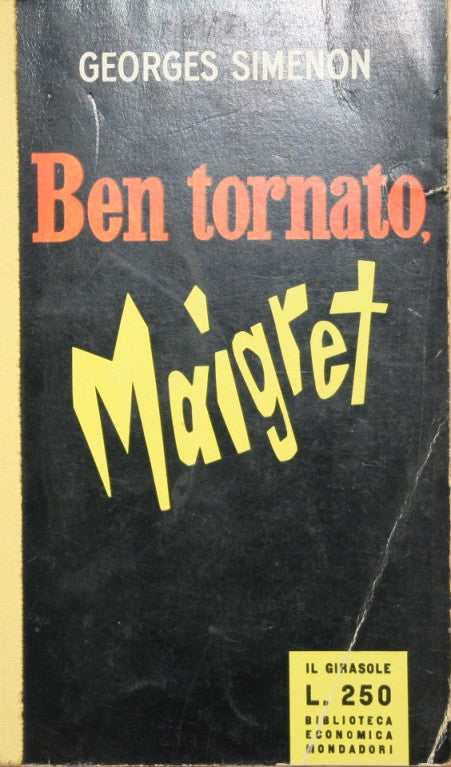 GEORGES SIMENON
Ben tornato,
Maigret
IL GIRASOLE
L. 250
BIBLIOTECA
ECONOMICA
MONDADORI